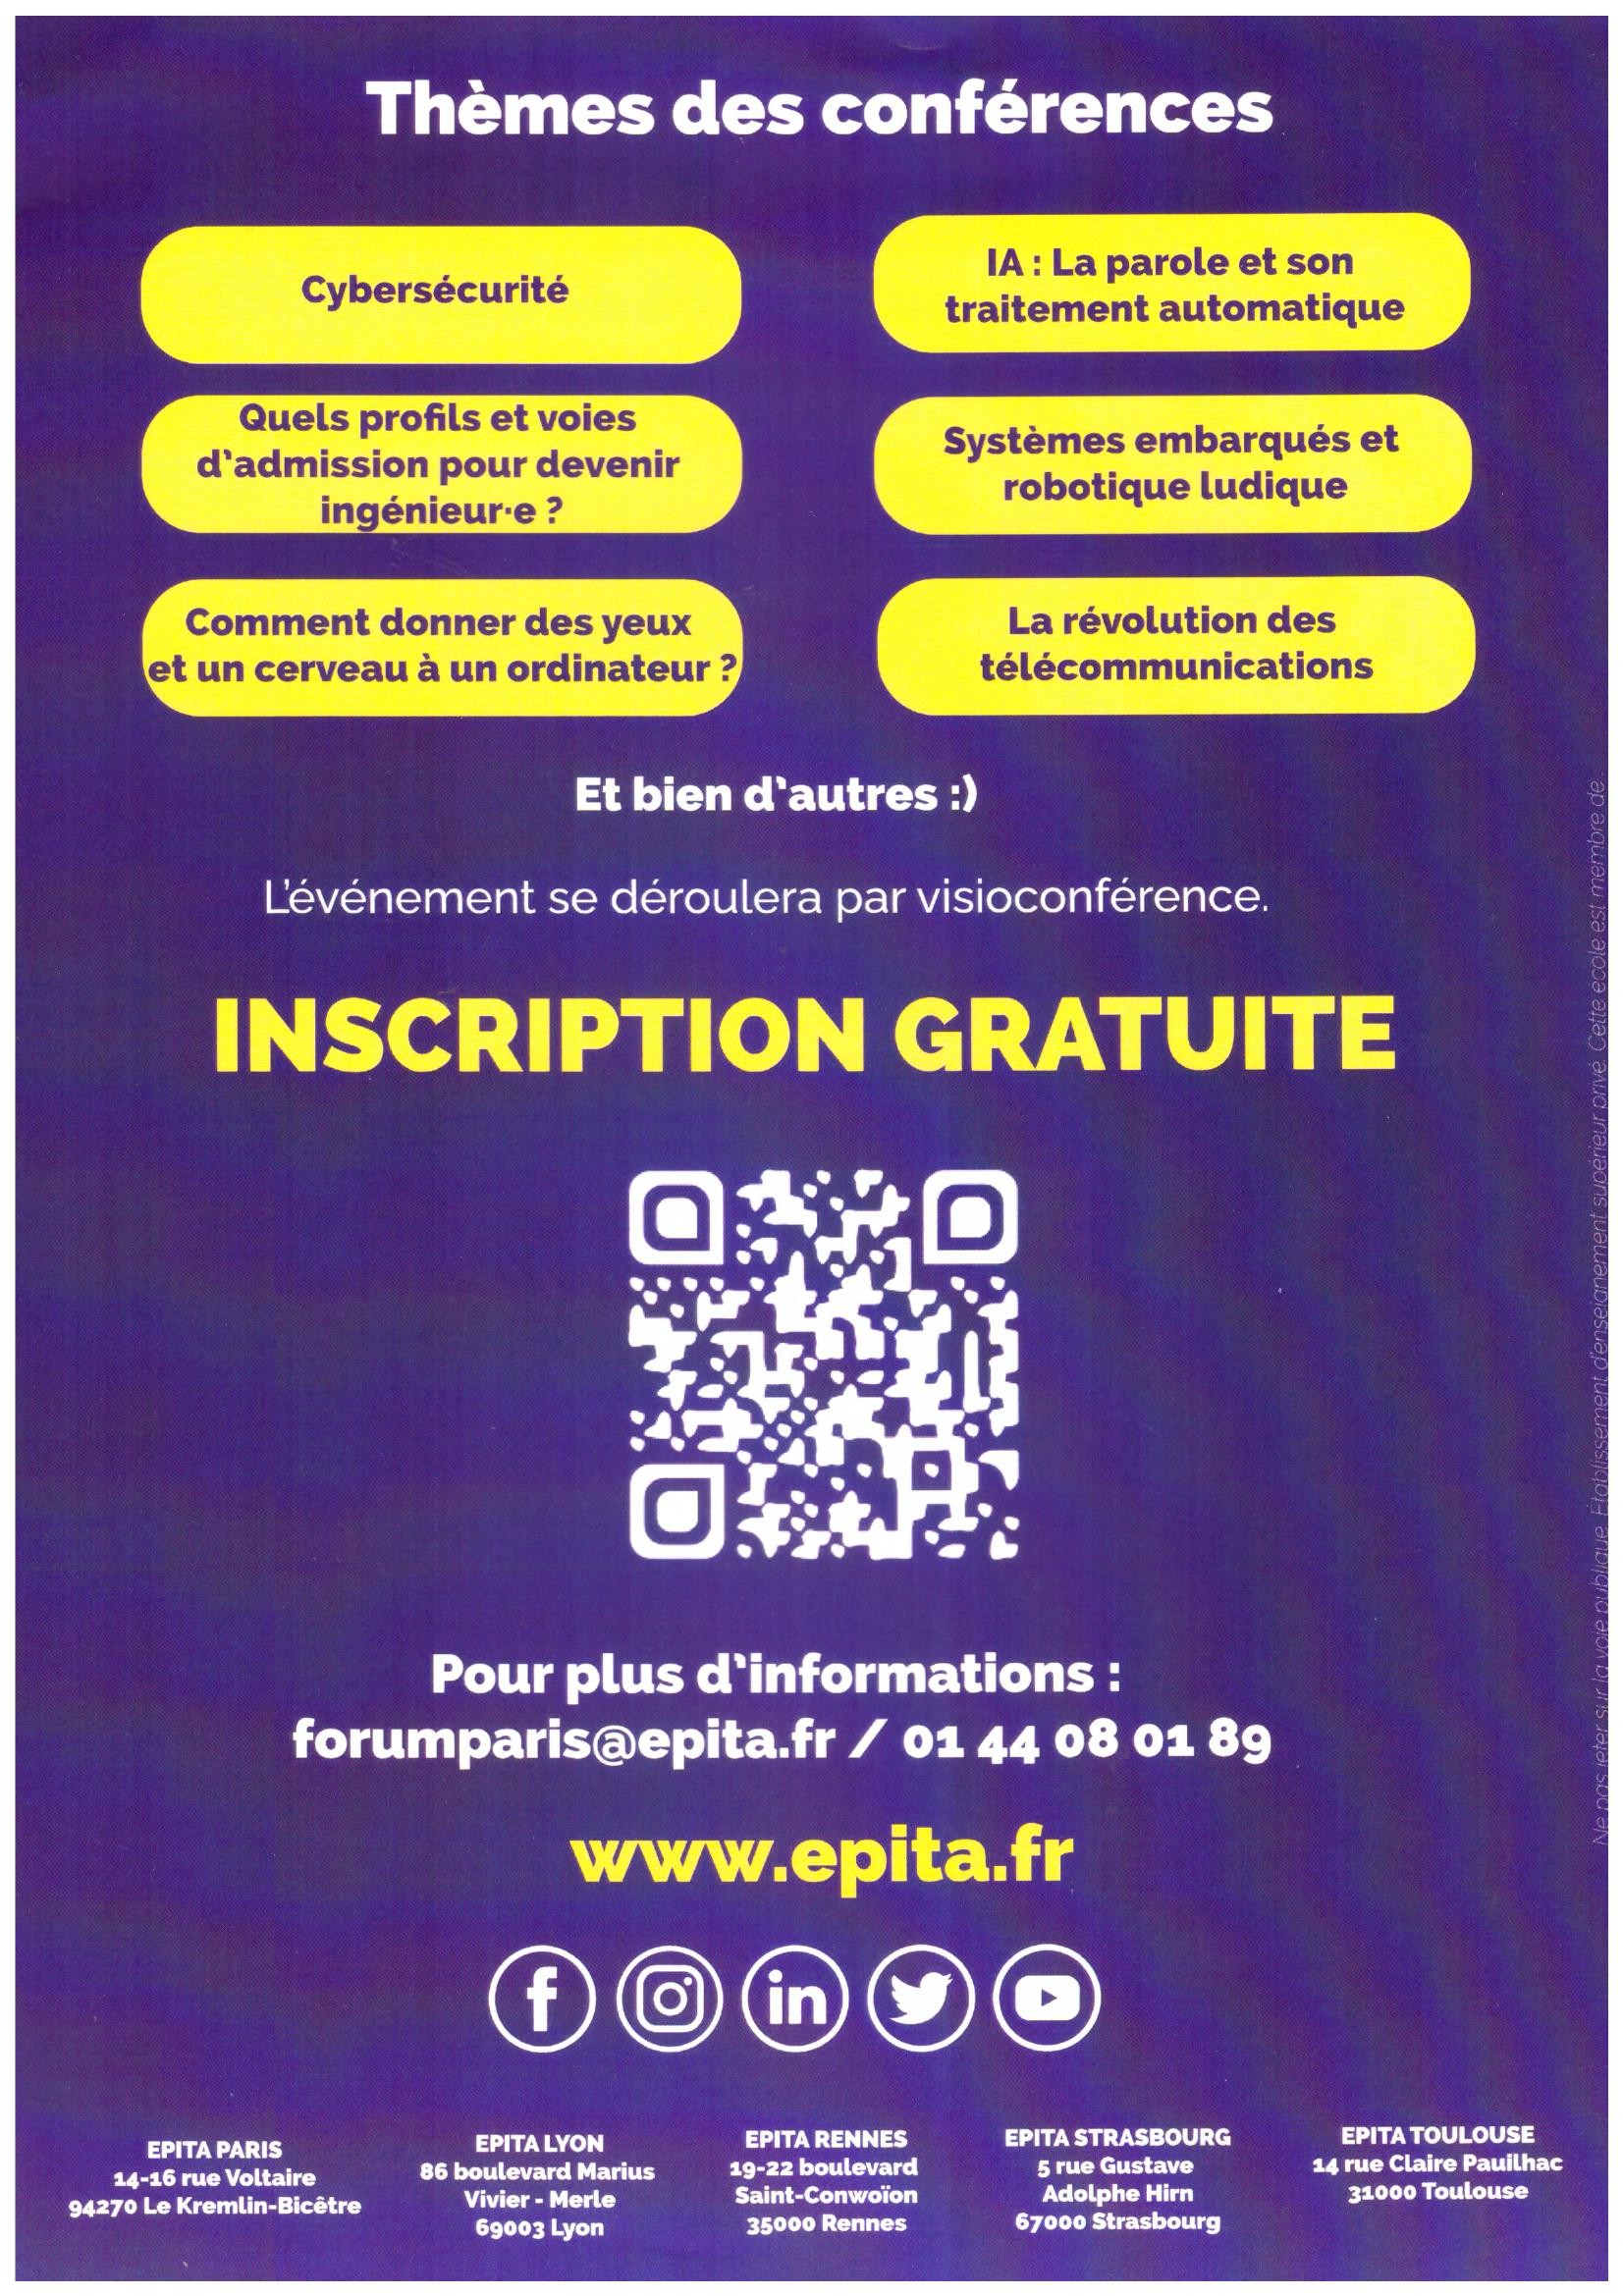 Thèmes des conférences
Cybersécurité
IA : La parole et son
traitement automatique
Quels profils et voies
d'admission pour devenir
ingénieur·e ?
Systèmes embarqués et
robotique ludique
Comment donner des yeux
et un cerveau à un ordinateur ?
La révolution des
télécommunications
Et bien d'autres :)
L'événement se déroulera par visioconférence.
INSCRIPTION GRATUITE
Pour plus d'informations :
forumparis@epita.fr / 01 44 08 01 89
www.epita.fr
EPITA PARIS
14-16 rue Voltaire
94270 Le Kremlin-Bicêtre
EPITA LYON
86 boulevard Marius
Vivier - Merle
69003 Lyon
EPITA RENNES
19-22 boulevard
Saint-Conwoïon
35000 Rennes
EPITA STRASBOURG
5 rue Gustave
Adolphe Hirn
67000 Strasbourg
EPITA TOULOUSE
14 rue Claire Pauilhac
31000 Toulouse
Ne pas jeter sur la voie publique. Établissement d'enseignement supérieur privé. Cette école est membre de